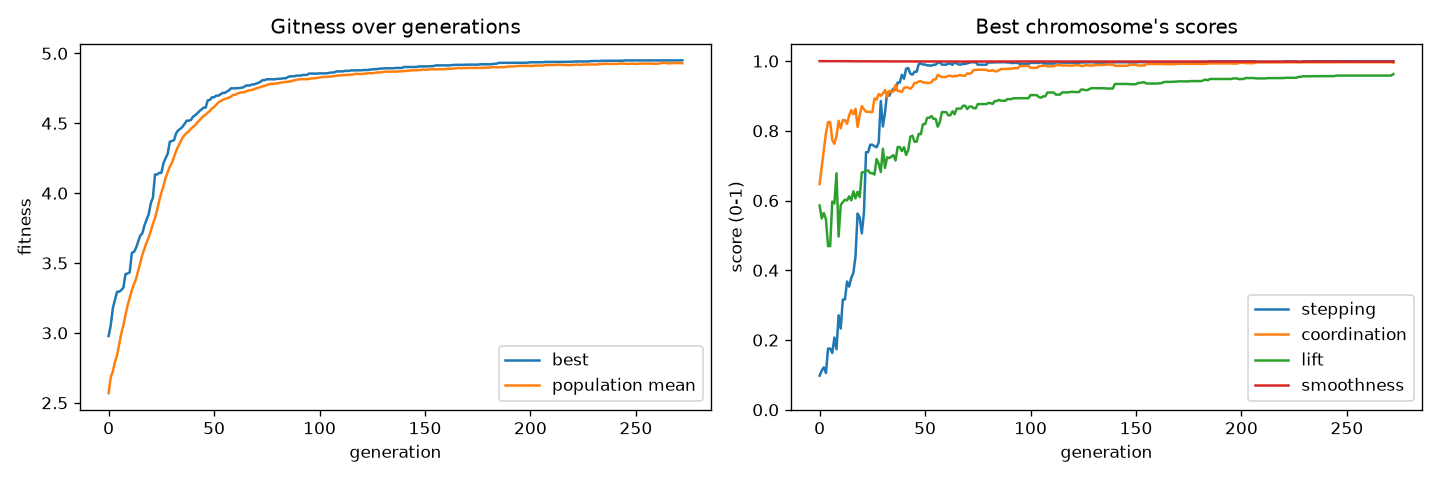 Gitness over generations
5.0
4.5
4.0
3.5
3.0
2.5
fitness
0 50 100 150 200 250
generation
best
population mean
Best chromosome's scores
1.0
0.8
0.6
0.4
0.2
0.0
score (0-1)
0 50 100 150 200 250
generation
stepping
coordination
lift
smoothness